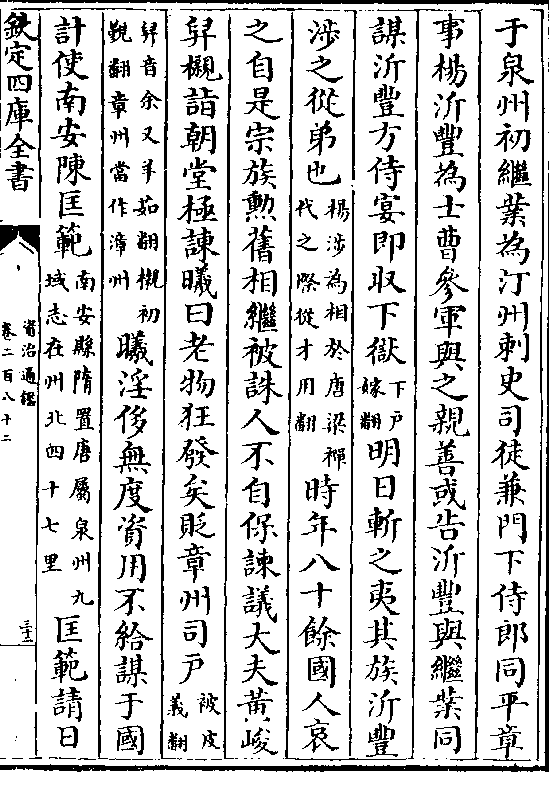 于泉州初繼業為汀州刺史司徒兼門下侍郎同平章
事楊沂豐為士曹參軍與之親善或告沂豐與繼業同
謀沂豐方侍宴即收下獄下户嫁翻明日斬之夷其族沂豐
涉之從弟也楊涉為相於唐梁禪代之際從才用翻時年八十餘國人哀
之自是宗族勲舊相繼被誅人不自保諫議大夫黄峻
舁櫬詣朝堂極諫曦曰老物狂發矣貶章州司户被皮義翻
舁音余又羊茹翻櫬初覲翻章州當作漳州曦淫侈無度資用不給謀于國
計使南安陳匡範南安縣隋置唐屬泉州九域志在州北四十七里匡範請日
欽定四庫全書
資治通鑑
卷二百八十二